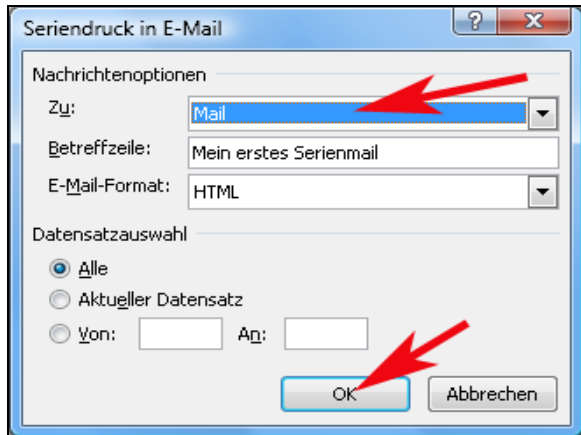 Seriendruck in E-Mail
Nachrichtenoptionen
Zu: Mail
Betreffzeile: Mein erstes Serienmail
E-Mail-Format: HTML
Datensatzauswahl
Alle
Aktueller Datensatz
Von: An:
OK Abbrechen